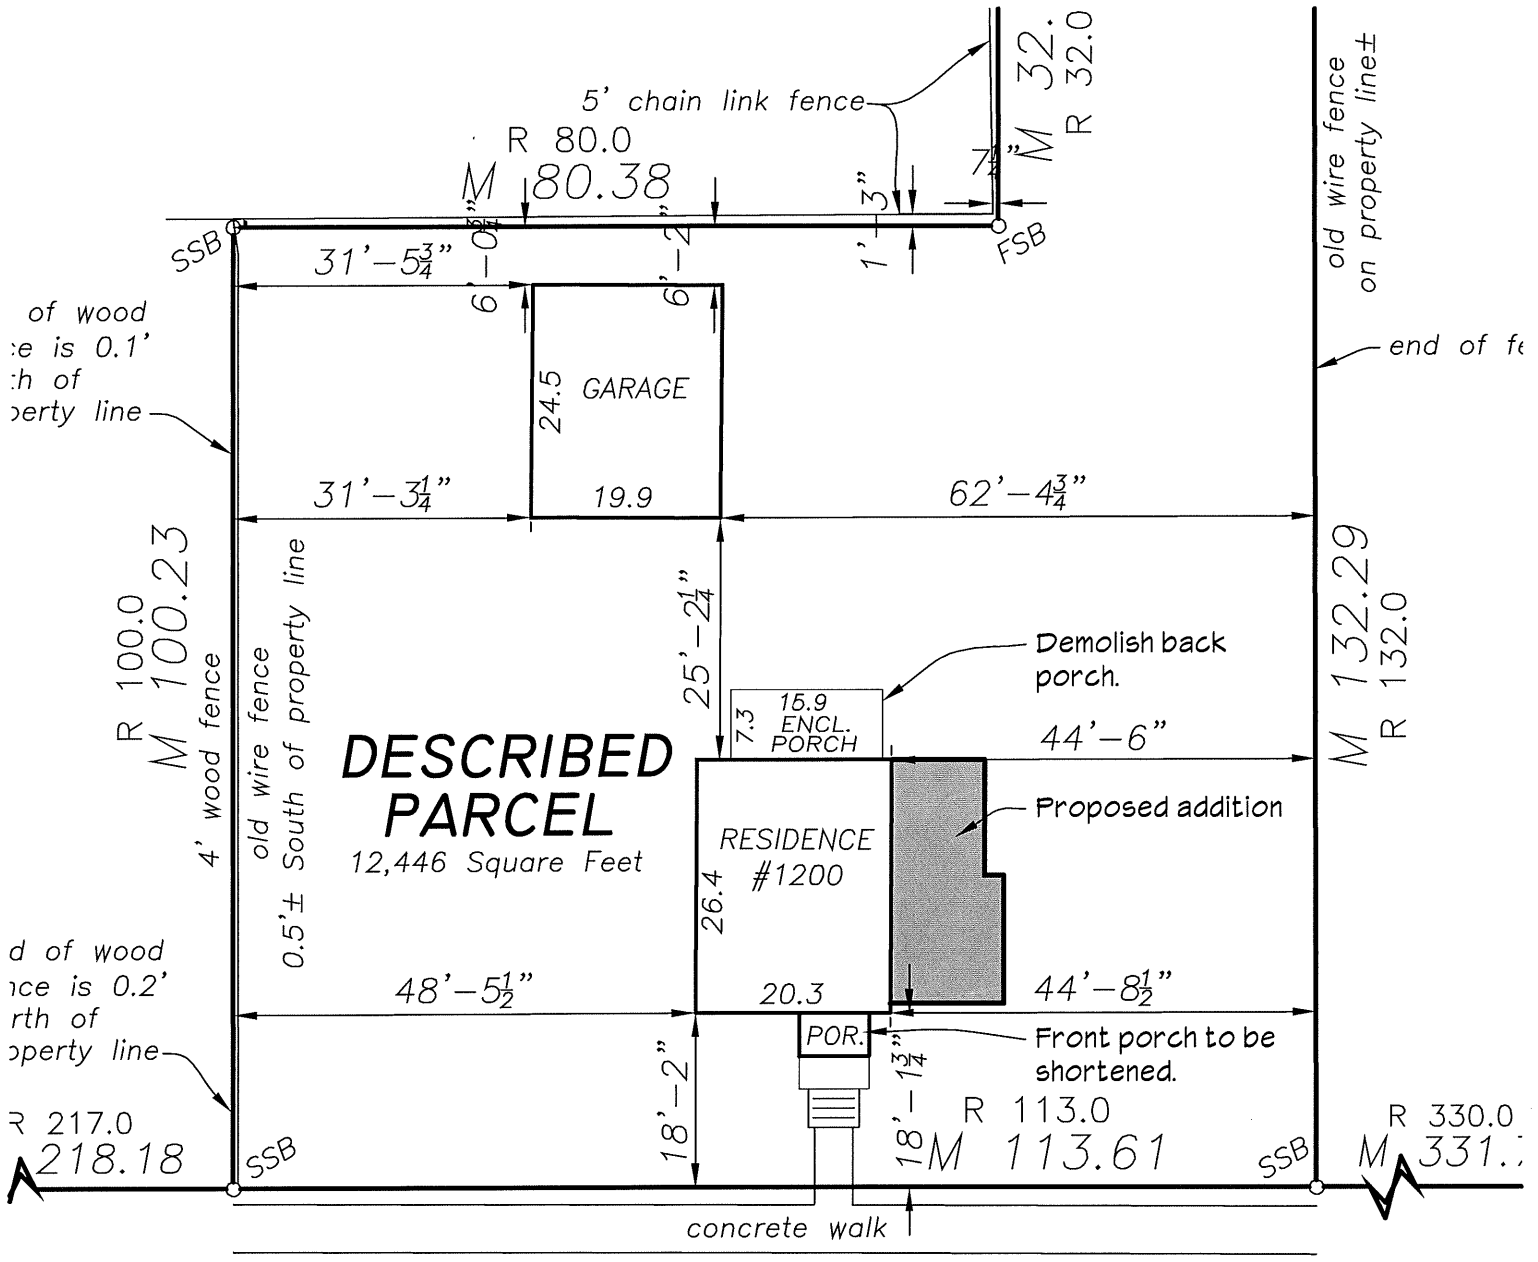 M 32.
R 32.0
old wire fence
on property line±
5' chain link fence
R 80.0
M 80.38
7¼"
6'-0¾"
6'-2"
1'-3"
SSB
FSB
31'-5¾"
of wood
is 0.1'
of
line
end of
24.5
GARAGE
31'-3¼"
19.9
62'-4¾"
R 100.0
M 100.23
4' wood fence
old wire fence
0.5'± South of property line
25'-2¼"
M 132.29
R 132.0
Demolish back
porch.
15.9
7.3
ENCL.
PORCH
44'-6"
DESCRIBED
PARCEL
12,446 Square Feet
RESIDENCE
#1200
26.4
Proposed addition
of wood
is 0.2'
of
line
48'-5½"
20.3
44'-8½"
POR.
Front porch to be
shortened.
18'-2"
18'-1¾"
R 217.0
218.18
SSB
R 113.0
M 113.61
SSB
R 330.0
M 331.
concrete walk